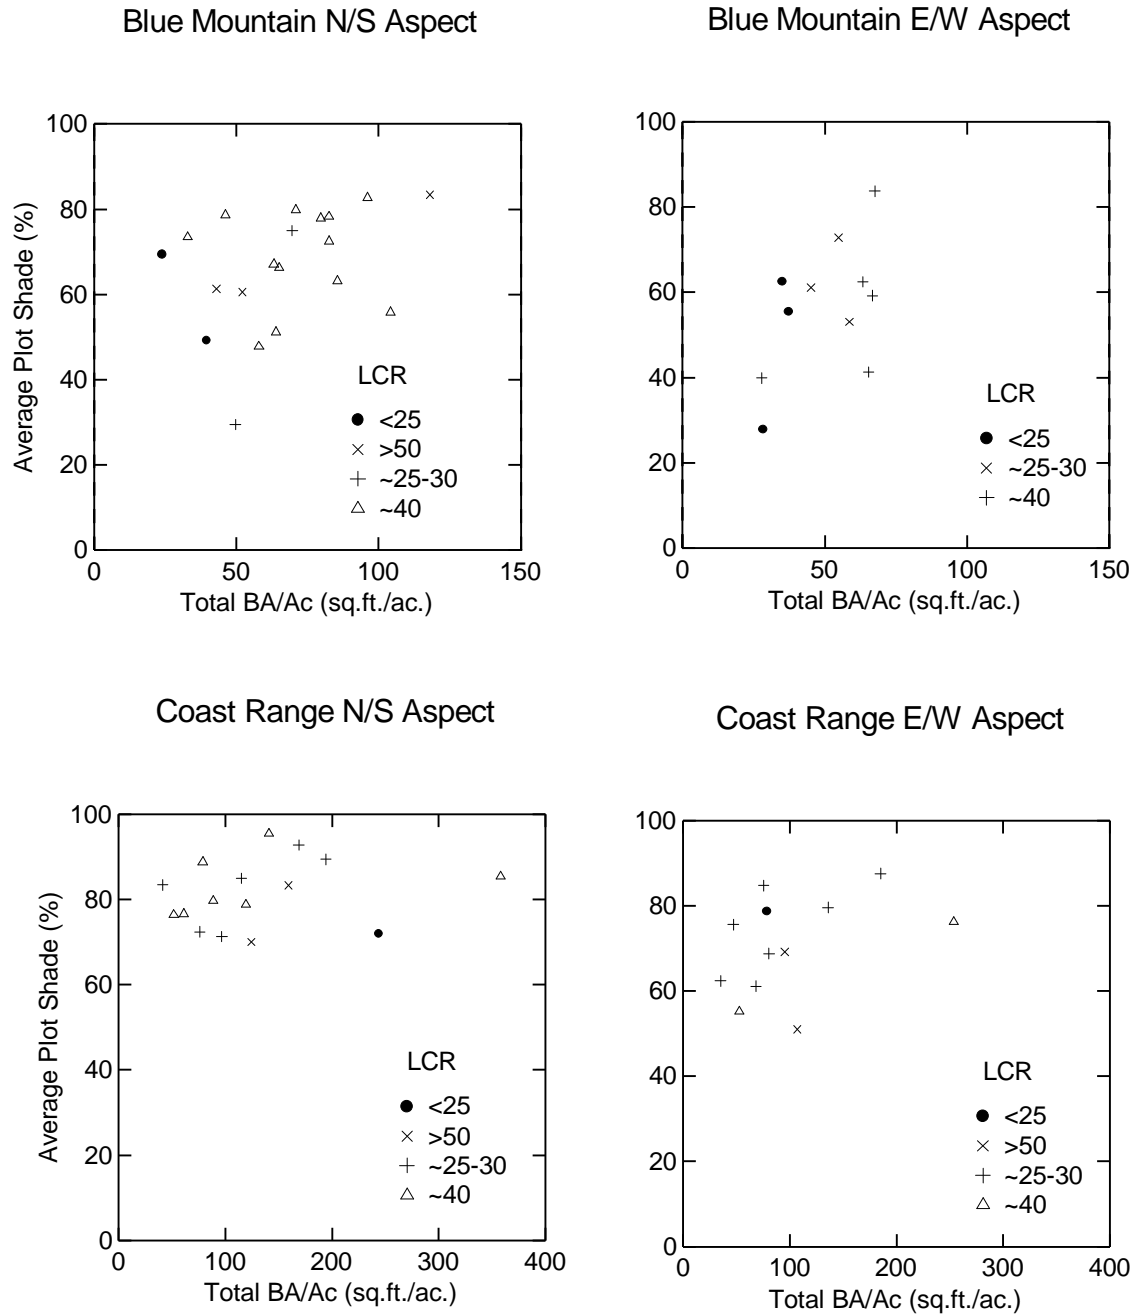 Blue Mountain N/S Aspect
100
80
60
40
20
0
0 50 100 150
Average Plot Shade (%)
Total BA/Ac (sq.ft./ac.)
LCR
<25
>50
~25-30
~40
Blue Mountain E/W Aspect
100
80
60
40
20
0
0 50 100 150
Total BA/Ac (sq.ft./ac.)
LCR
<25
~25-30
~40
Coast Range N/S Aspect
100
80
60
40
20
0
0 100 200 300 400
Average Plot Shade (%)
Total BA/Ac (sq.ft./ac.)
LCR
<25
>50
~25-30
~40
Coast Range E/W Aspect
100
80
60
40
20
0
0 100 200 300 400
Total BA/Ac (sq.ft./ac.)
LCR
<25
>50
~25-30
~40